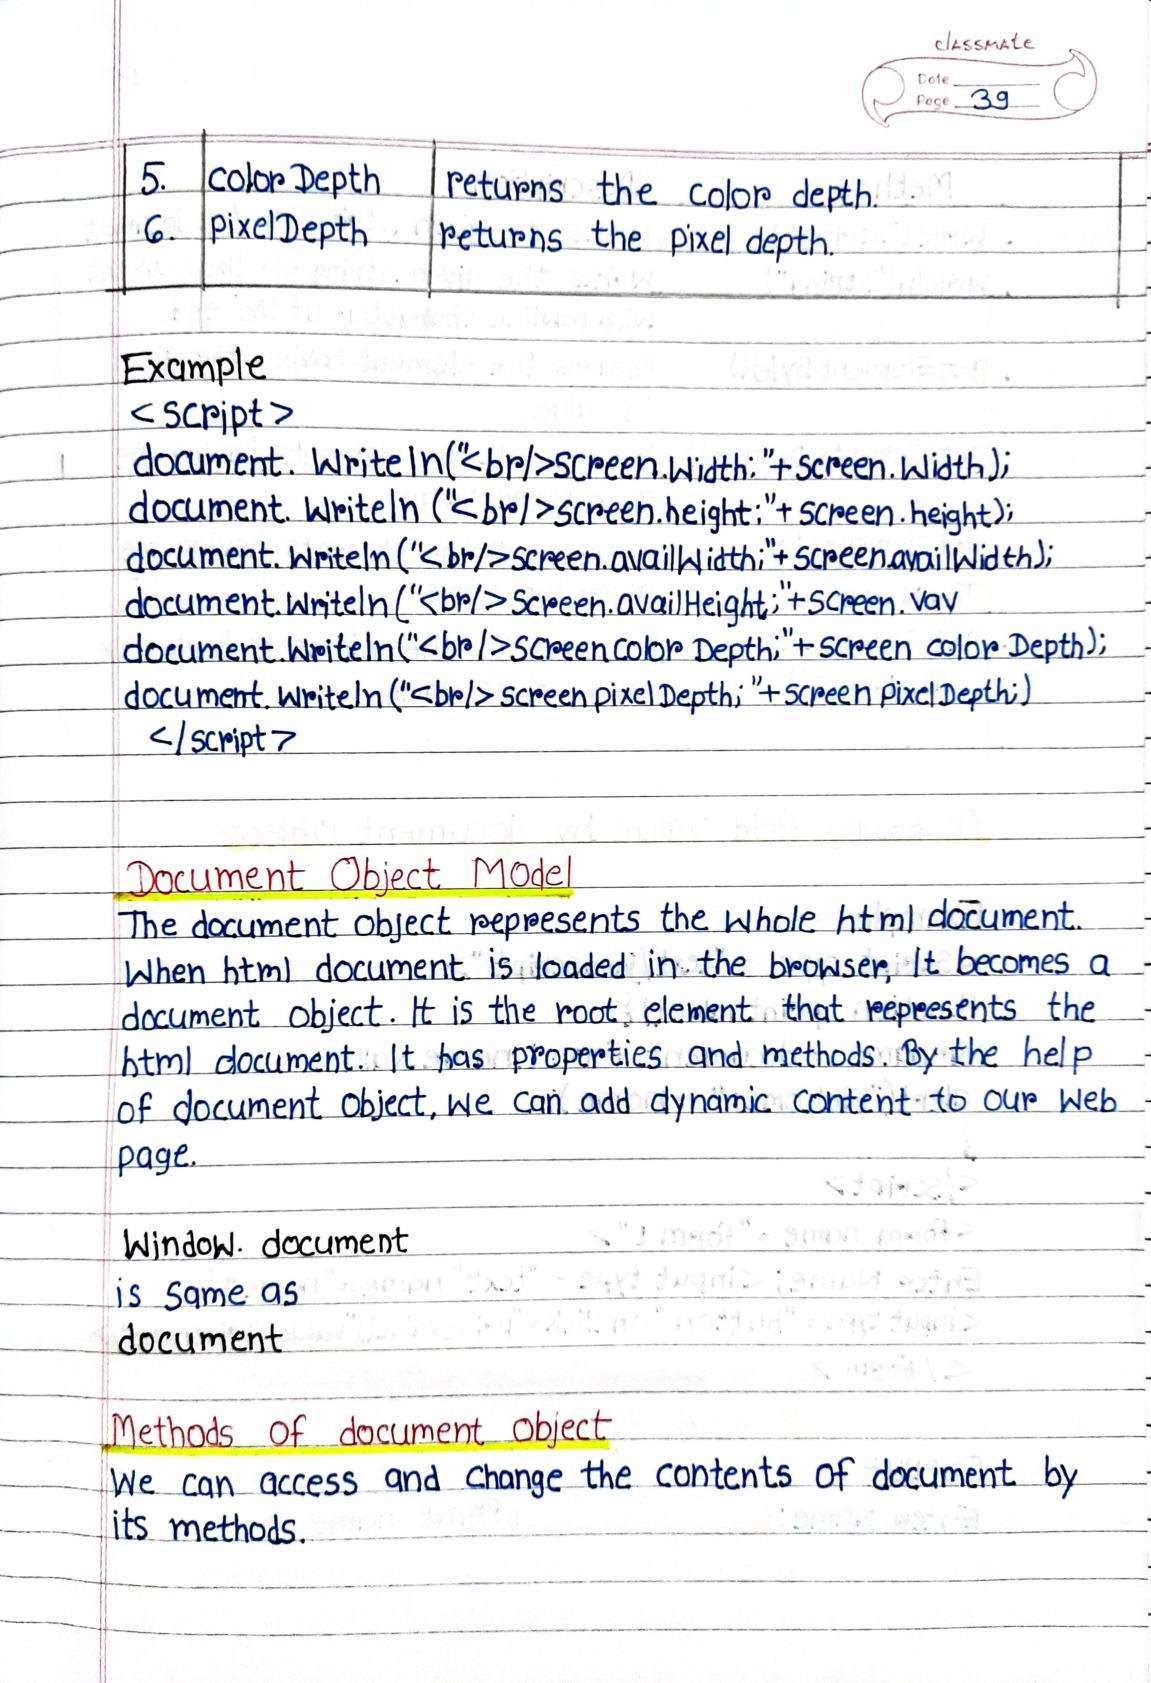 classmate
Date
Page 39
5. colorDepth returns the color depth.
6. pixelDepth returns the pixel depth.
Example
<script>
document. Writeln("<br/>screen.Width: "+screen.Width);
document. Writeln ("<br/>screen.height:"+ screen.height);
document. Writeln ("<br/>screen.availWidth;"+screen.availWidth);
document.Writeln ("<br/>Screen.availHeight;"+screen.vav
document.Writeln("<br/>screen color Depth;"+screen color Depth);
document. Writeln ("<br/> screen pixelDepth; "+screen pixelDepth;)
</script>
Document Object Model
The document object represents the whole html document.
When html document is loaded in the browser, It becomes a
document object. It is the root element that represents the
html document. It has properties and methods. By the help
of document object, we can add dynamic content to our web
page.
Window. document
is same as
document
Methods of document object
We can access and change the contents of document by
its methods.